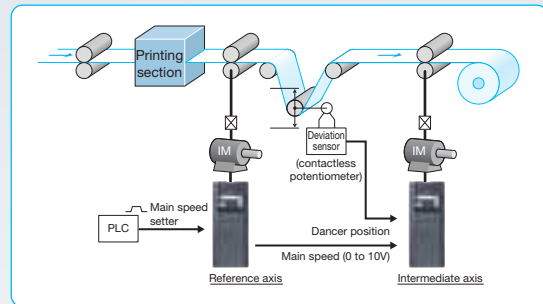 Printing
section
Deviation
sensor
(contactless
potentiometer)
IM
IM
Main speed
setter
PLC
Dancer position
Main speed (0 to 10V)
Reference axis
Intermediate axis